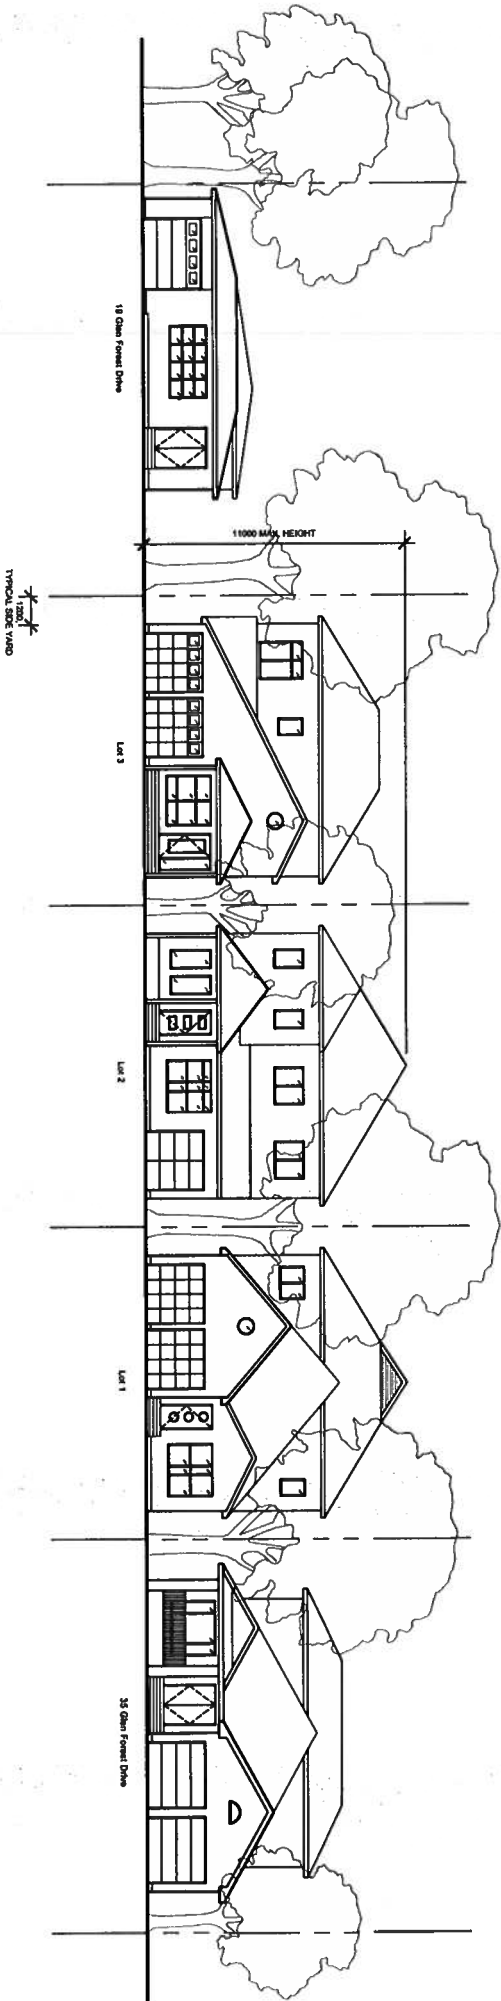 19 Glen Forest Drive
11000 MAX. HEIGHT
1200
TYPICAL SIDE YARD
Lot 3
Lot 2
Lot 1
35 Glen Forest Drive